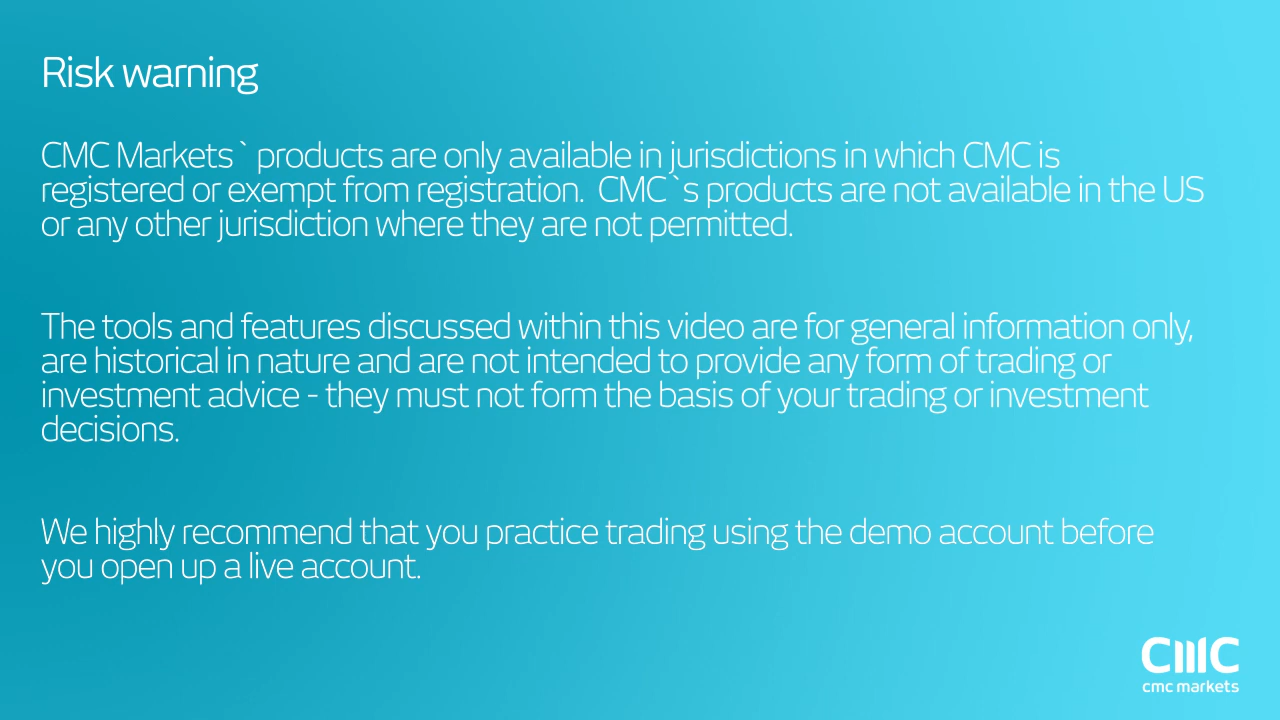 Risk warning
CMC Markets` products are only available in jurisdictions in which CMC is
registered or exempt from registration.  CMC`s products are not available in the US
or any other jurisdiction where they are not permitted.
The tools and features discussed within this video are for general information only,
are historical in nature and are not intended to provide any form of trading or
investment advice - they must not form the basis of your trading or investment
decisions.
We highly recommend that you practice trading using the demo account before
you open up a live account.
CMC
cmc markets